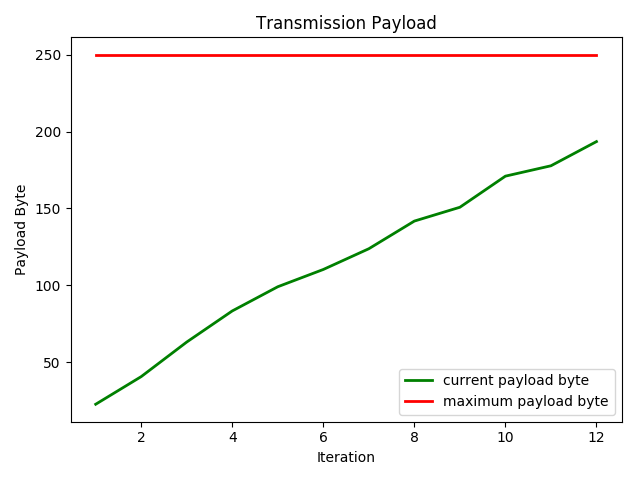 Transmission Payload
250
200
150
100
50
Payload Byte
2 4 6 8 10 12
Iteration
current payload byte
maximum payload byte